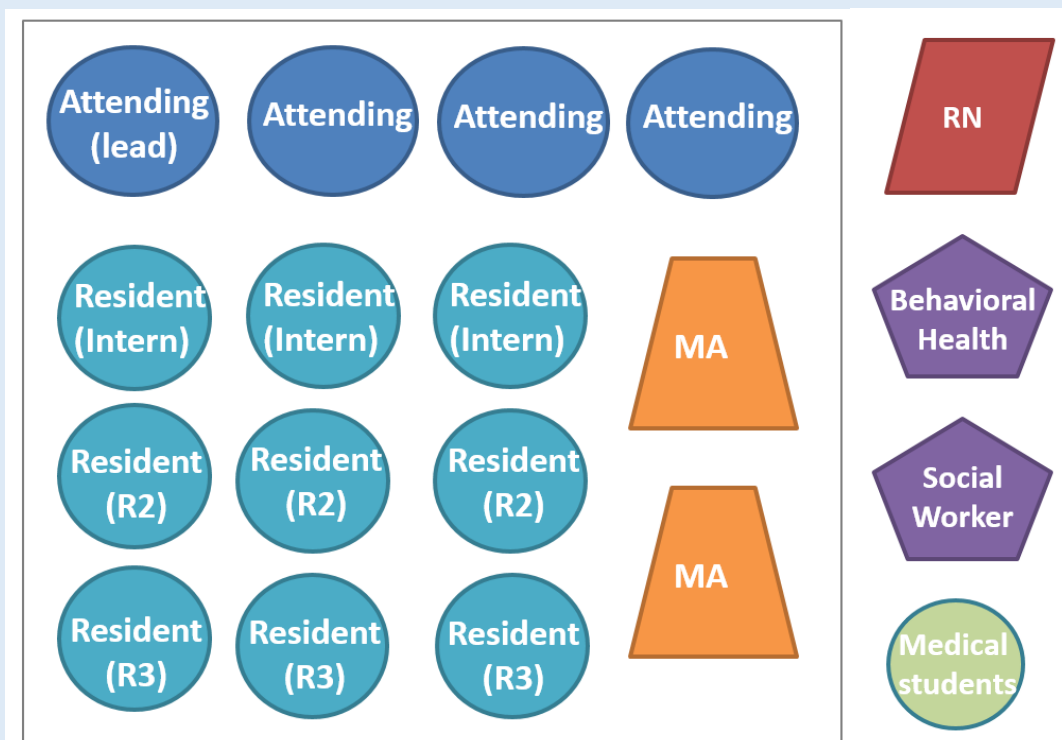 Attending
(lead)
Attending
Attending
Attending
Resident
(Intern)
Resident
(Intern)
Resident
(Intern)
MA
Resident
(R2)
Resident
(R2)
Resident
(R2)
MA
Resident
(R3)
Resident
(R3)
Resident
(R3)
RN
Behavioral
Health
Social
Worker
Medical
students